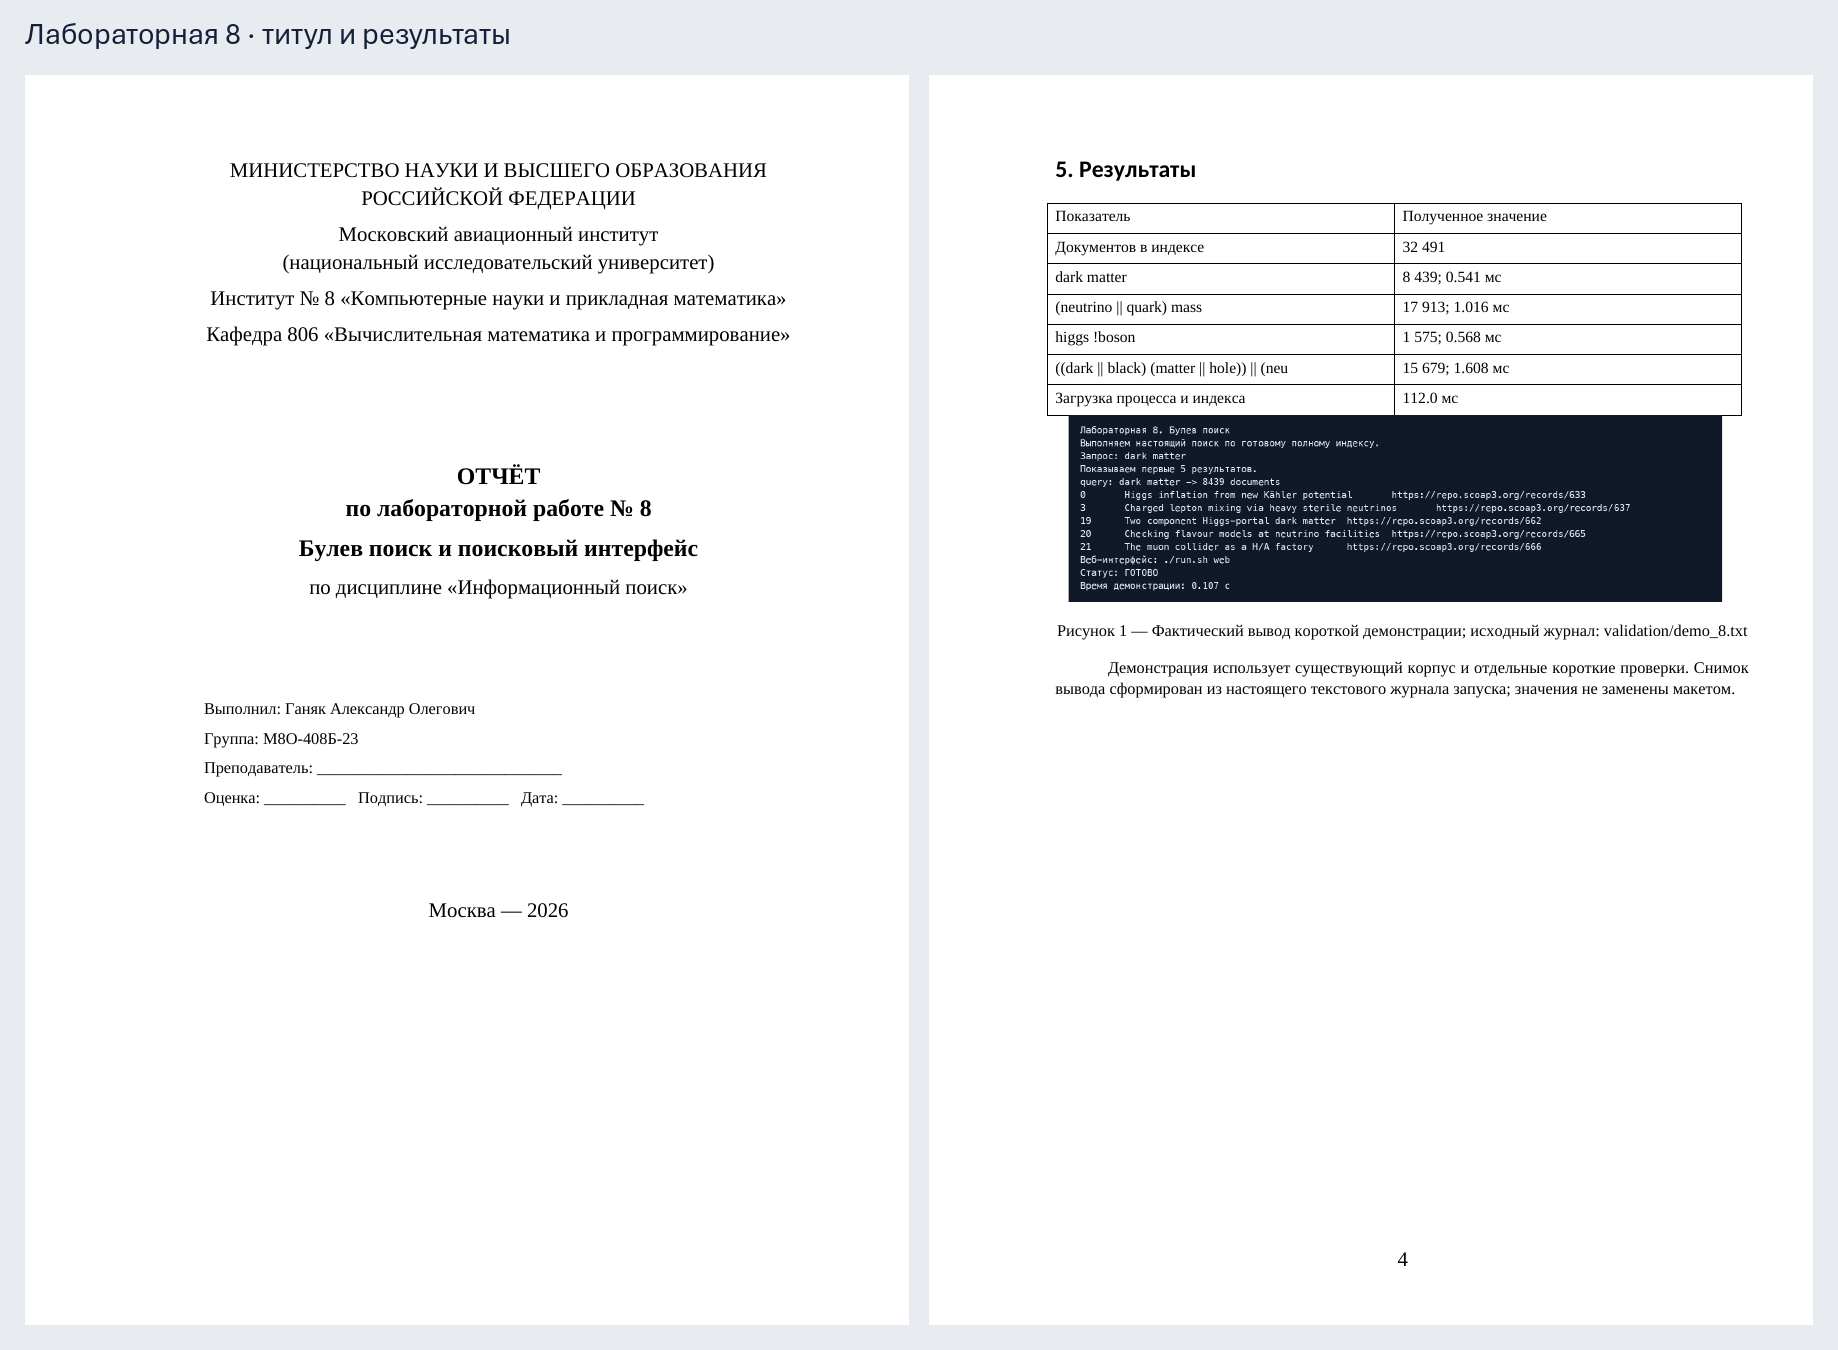 Лабораторная 8 · титул и результаты
МИНИСТЕРСТВО НАУКИ И ВЫСШЕГО ОБРАЗОВАНИЯ
РОССИЙСКОЙ ФЕДЕРАЦИИ
Московский авиационный институт
(национальный исследовательский университет)
Институт № 8 «Компьютерные науки и прикладная математика»
Кафедра 806 «Вычислительная математика и программирование»
ОТЧЁТ
по лабораторной работе № 8
Булев поиск и поисковый интерфейс
по дисциплине «Информационный поиск»
Выполнил: Ганяк Александр Олегович
Группа: М8О-408Б-23
Преподаватель: ______________________________
Оценка: __________ Подпись: __________ Дата: __________
Москва — 2026
5. Результаты
Показатель Полученное значение
Документов в индексе 32 491
dark matter 8 439; 0.541 мс
(neutrino || quark) mass 17 913; 1.016 мс
higgs !boson 1 575; 0.568 мс
((dark || black) (matter || hole)) || (neu 15 679; 1.608 мс
Загрузка процесса и индекса 112.0 мс
Лабораторная 8. Булев поиск
Выполняем настоящий поиск по готовому полному индексу.
Запрос: dark matter
Показываем первые 5 результатов.
query: dark matter -> 8439 documents
0 Higgs inflation from new Kähler potential https://repo.scoap3.org/records/633
3 Charged lepton mixing via heavy sterile neutrinos https://repo.scoap3.org/records/637
19 Two component Higgs-portal dark matter https://repo.scoap3.org/records/662
20 Checking flavour models at neutrino facilities https://repo.scoap3.org/records/665
21 The muon collider as a H/A factory https://repo.scoap3.org/records/666
Веб-интерфейс: ./run.sh web
Статус: ГОТОВО
Время демонстрации: 0.107 с
Рисунок 1 — Фактический вывод короткой демонстрации; исходный журнал: validation/demo_8.txt
Демонстрация использует существующий корпус и отдельные короткие проверки. Снимок
вывода сформирован из настоящего текстового журнала запуска; значения не заменены макетом.
4